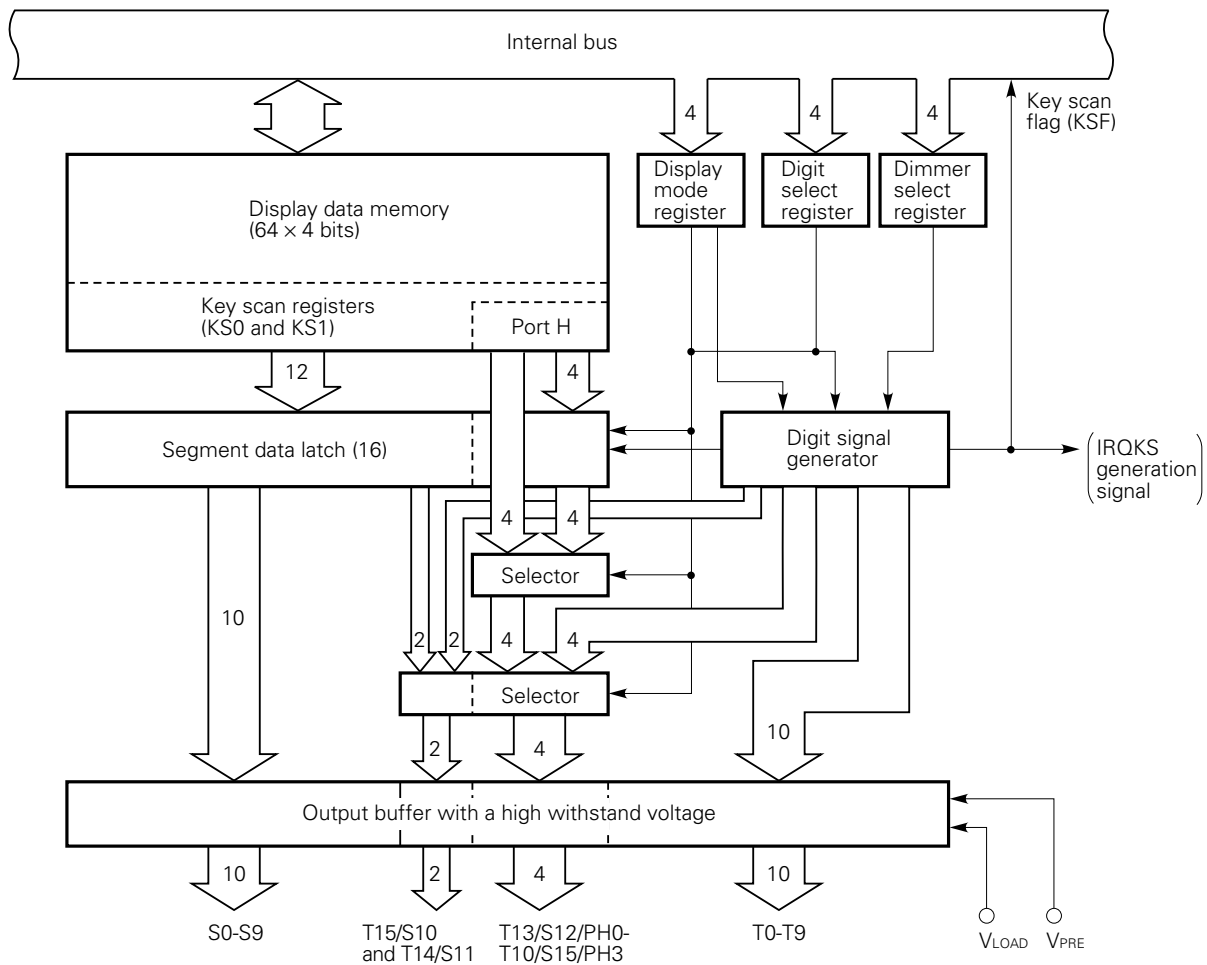 Internal bus
4
4
4
Key scan
flag (KSF)
Display
mode
register
Digit
select
register
Dimmer
select
register
Display data memory
(64 × 4 bits)
Key scan registers
(KS0 and KS1)
Port H
12
4
Segment data latch (16)
Digit signal
generator
(IRQKS
generation
signal)
4
4
Selector
10
2
2
4
4
Selector
2
4
10
Output buffer with a high withstand voltage
10
2
4
10
S0-S9
T15/S10
and T14/S11
T13/S12/PH0-
T10/S15/PH3
T0-T9
VLOAD
VPRE